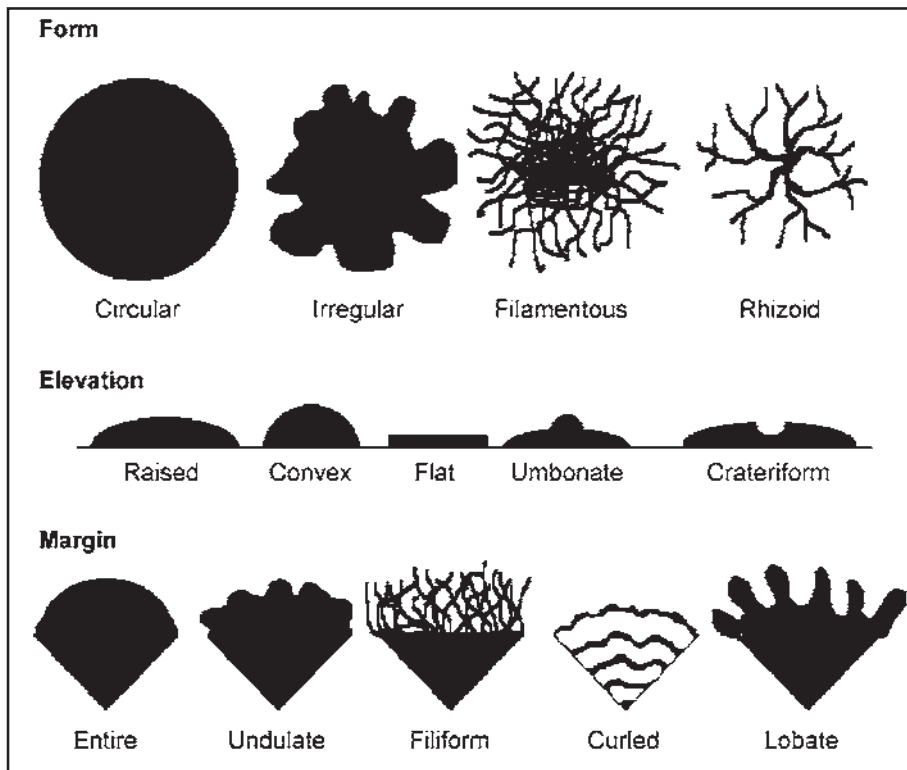 Form
Circular Irregular Filamentous Rhizoid
Elevation
Raised Convex Flat Umbonate Crateriform
Margin
Entire Undulate Filiform Curled Lobate